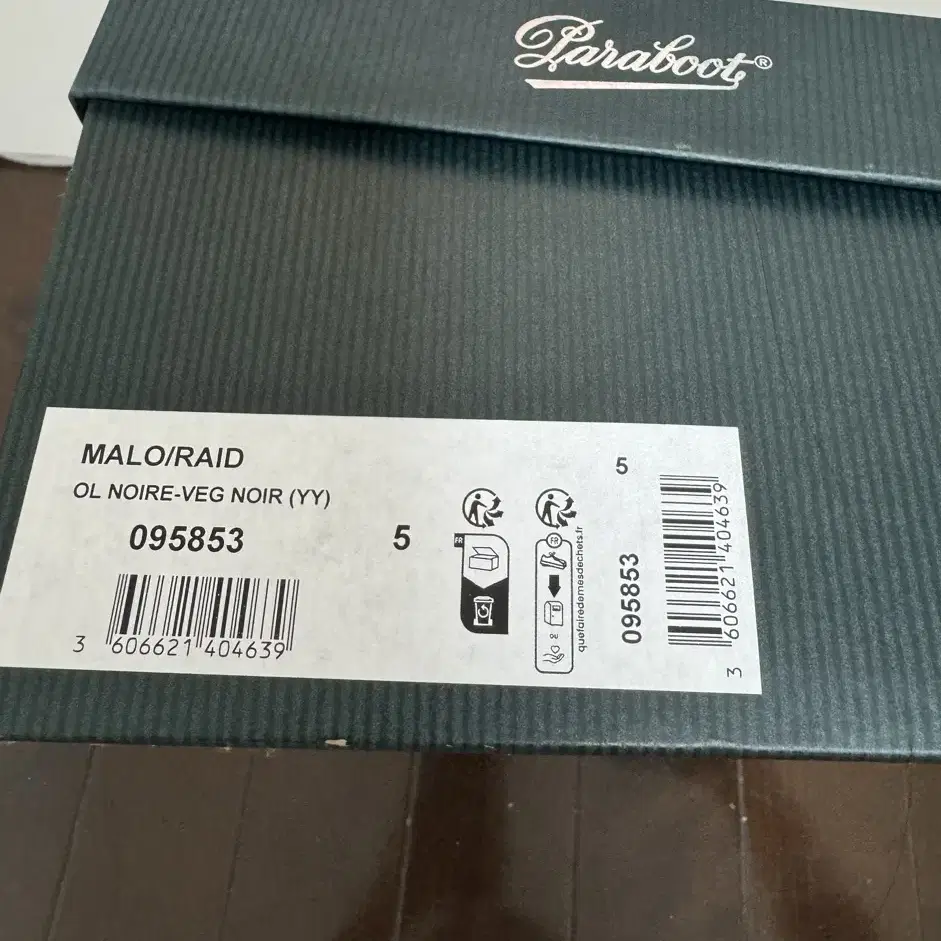 Paraboot®
MALO/RAID
OL NOIRE-VEG NOIR (YY)
095853
5
3 606621 404639
FR
FR
ou
quefairedemesdechets.fr
5
095853
3 606621 404639